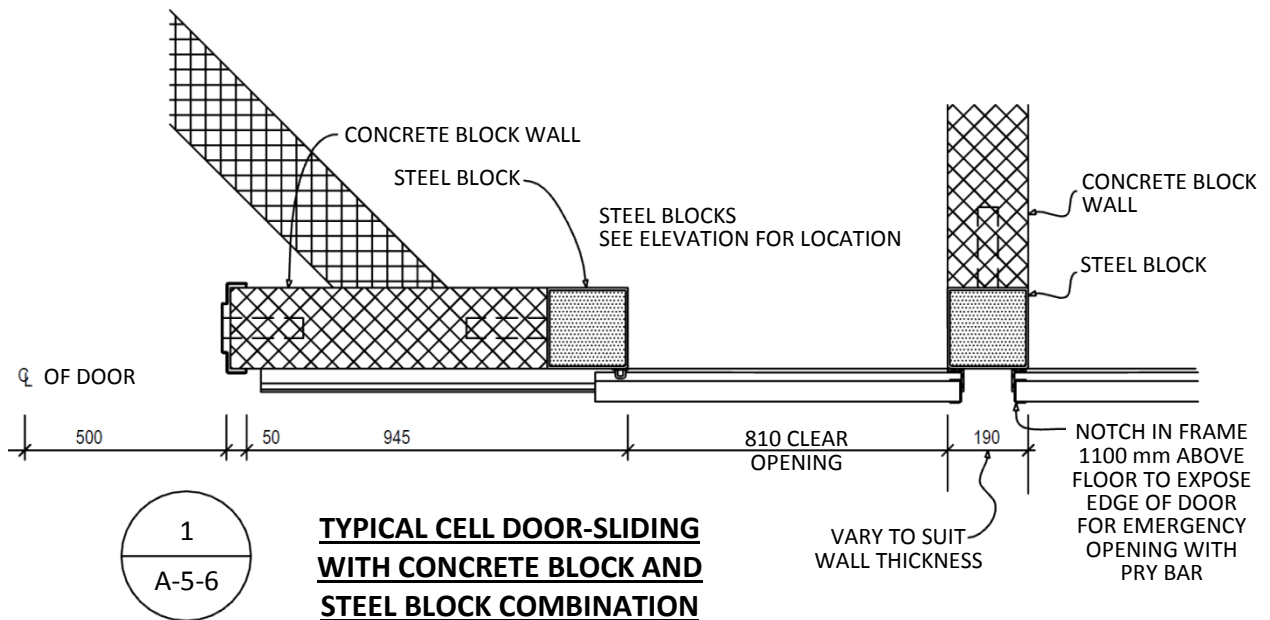 CONCRETE BLOCK WALL
STEEL BLOCK
STEEL BLOCKS
SEE ELEVATION FOR LOCATION
CONCRETE BLOCK
WALL
STEEL BLOCK
℄ OF DOOR
500
50
945
810 CLEAR
OPENING
190
NOTCH IN FRAME
1100 mm ABOVE
FLOOR TO EXPOSE
EDGE OF DOOR
FOR EMERGENCY
OPENING WITH
PRY BAR
VARY TO SUIT
WALL THICKNESS
1
A-5-6
TYPICAL CELL DOOR-SLIDING
WITH CONCRETE BLOCK AND
STEEL BLOCK COMBINATION